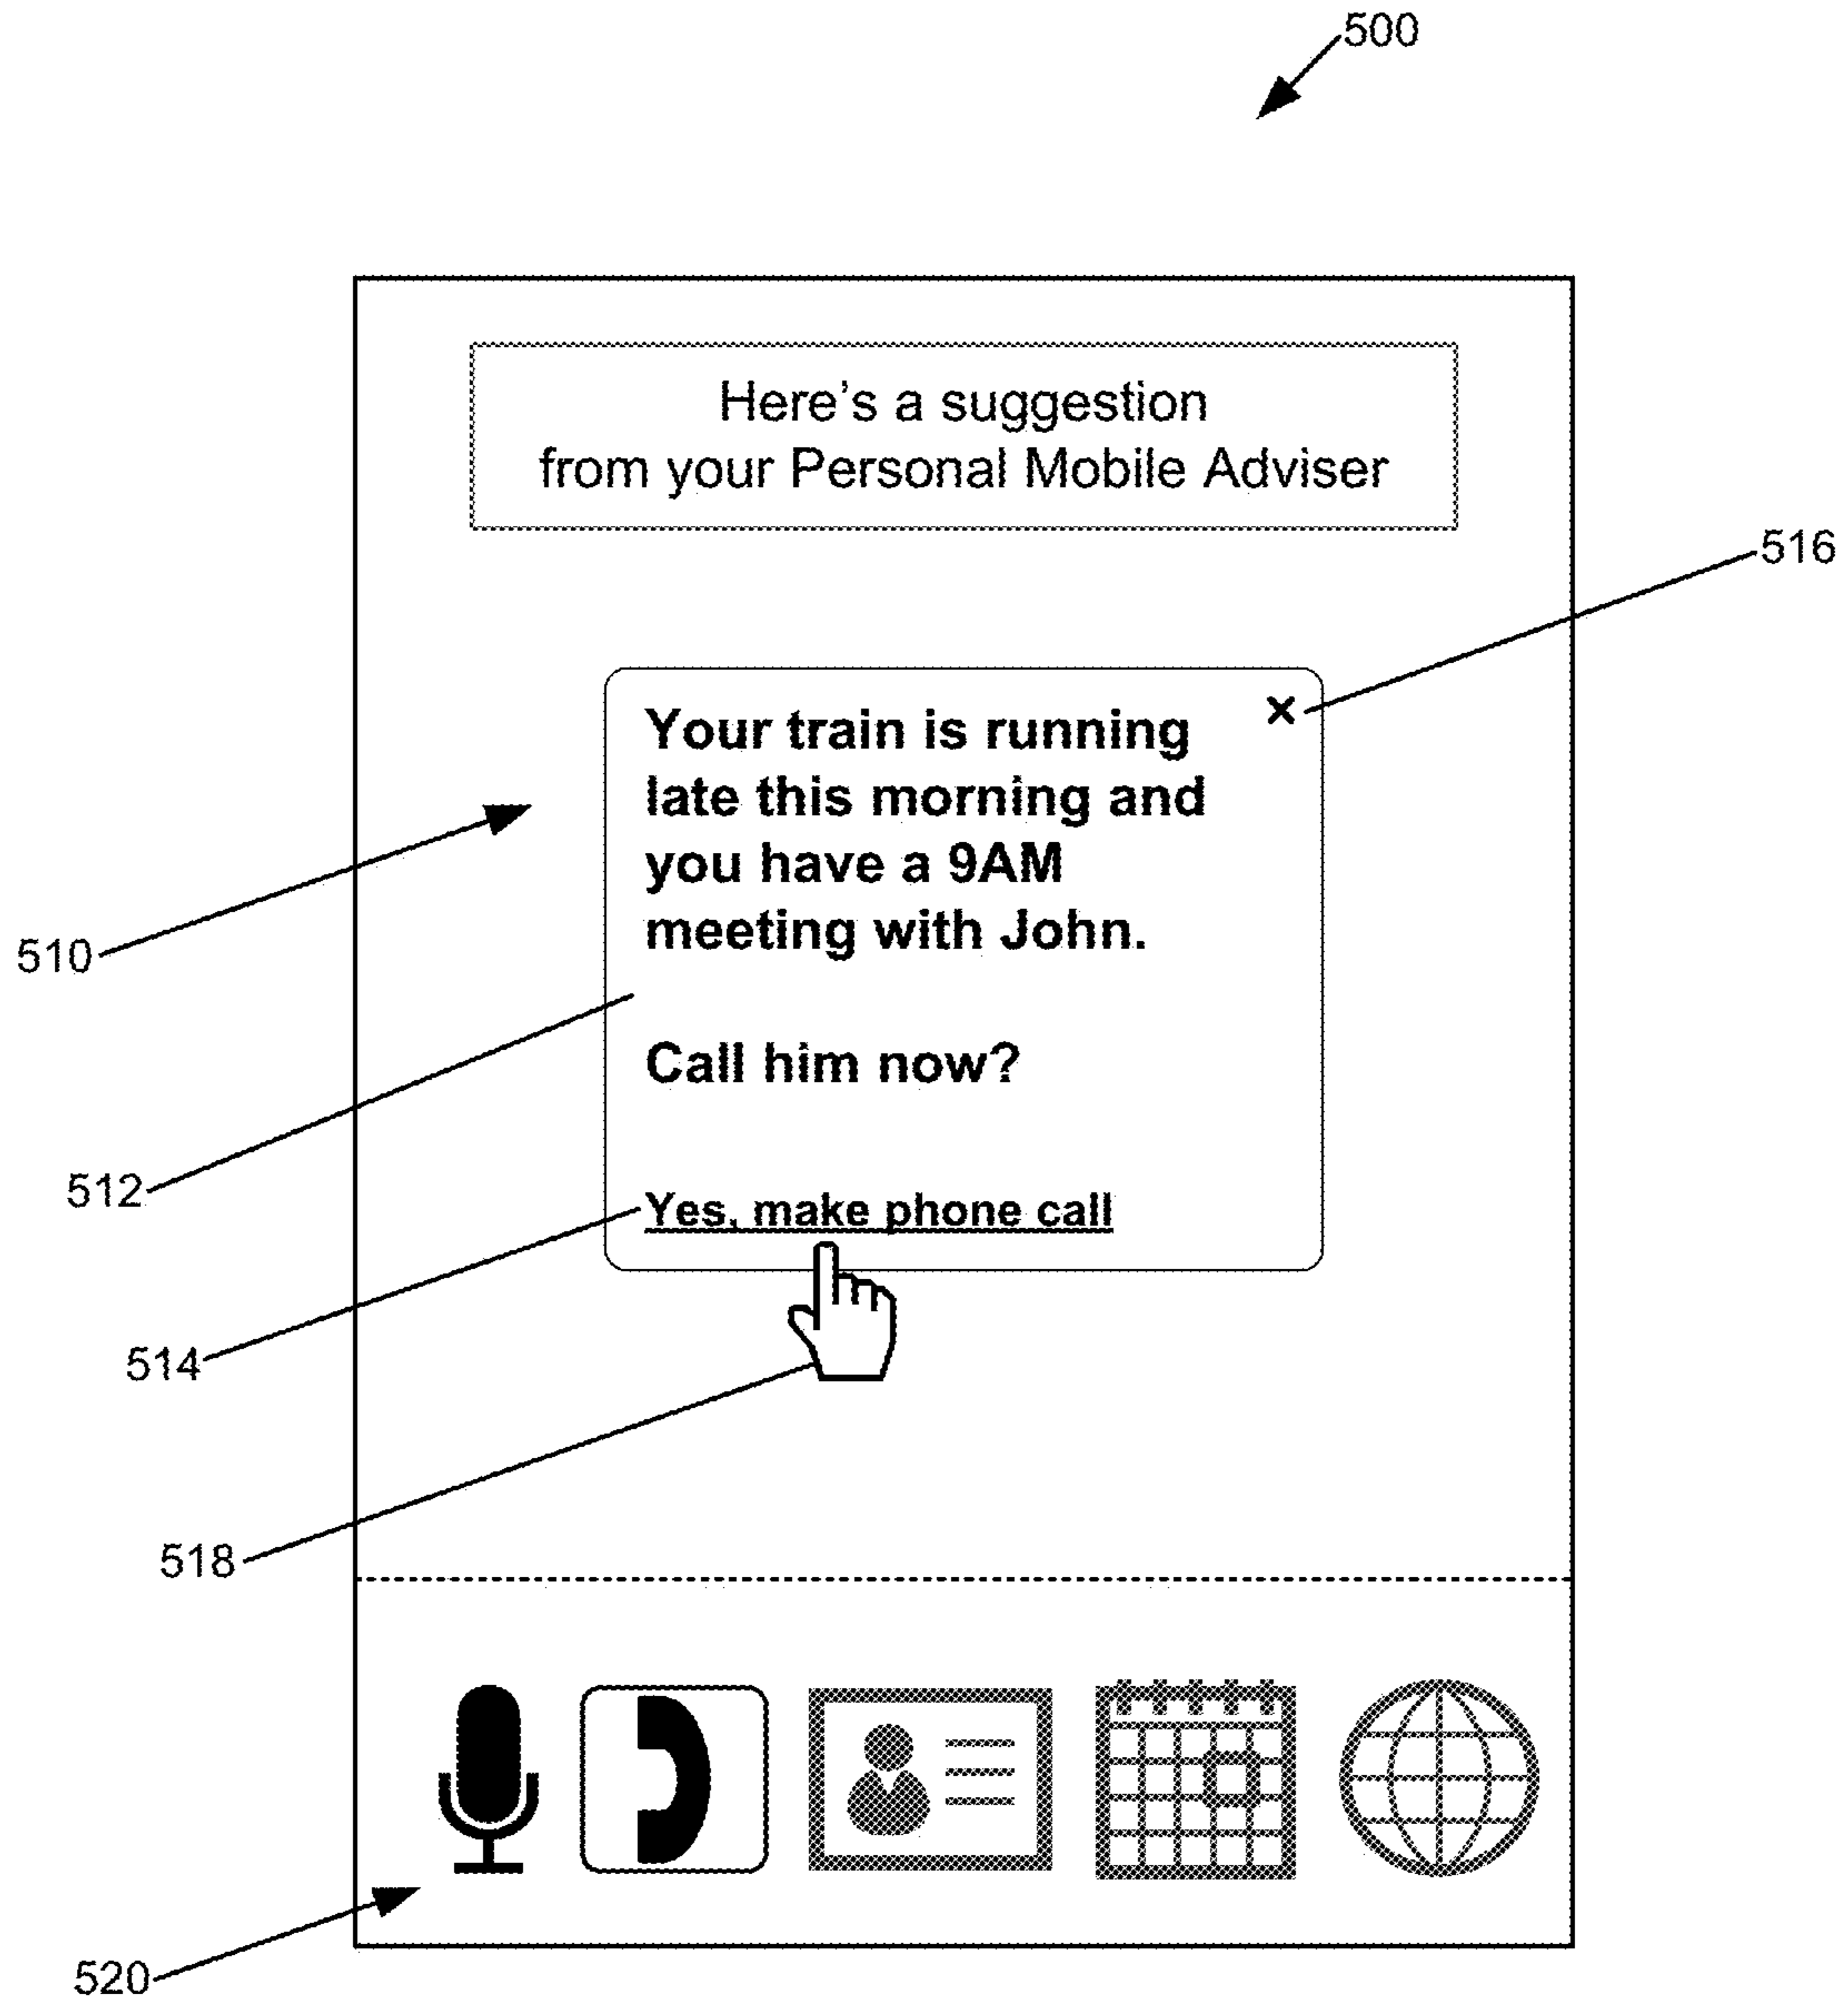 500
Here's a suggestion
from your Personal Mobile Adviser
516
Your train is running
late this morning and
you have a 9AM
meeting with John.
510
Call him now?
512
Yes, make phone call
514
518
520